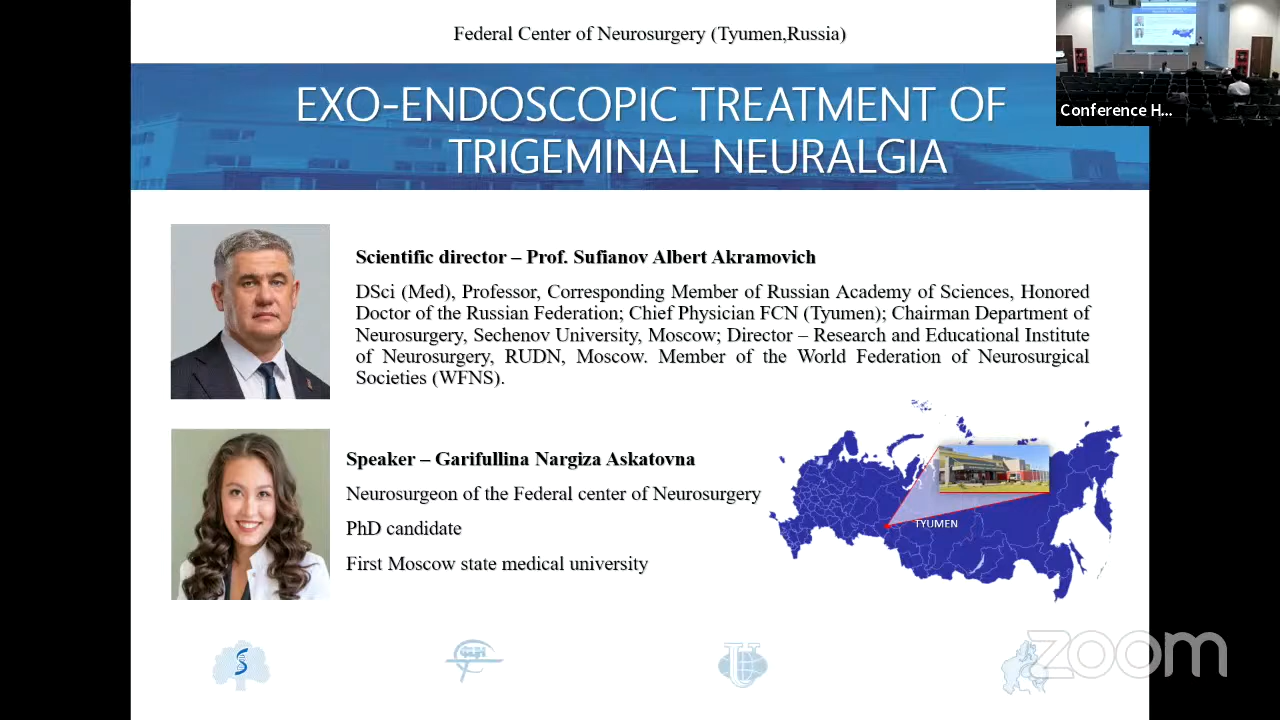 Federal Center of Neurosurgery (Tyumen,Russia)
EXO-ENDOSCOPIC TREATMENT OF
TRIGEMINAL NEURALGIA
Conference H...
Scientific director – Prof. Sufianov Albert Akramovich
DSci (Med), Professor, Corresponding Member of Russian Academy of Sciences, Honored
Doctor of the Russian Federation; Chief Physician FCN (Tyumen); Chairman Department of
Neurosurgery, Sechenov University, Moscow; Director – Research and Educational Institute
of Neurosurgery, RUDN, Moscow. Member of the World Federation of Neurosurgical
Societies (WFNS).
Speaker – Garifullina Nargiza Askatovna
Neurosurgeon of the Federal center of Neurosurgery
PhD candidate
First Moscow state medical university
TYUMEN
zoom